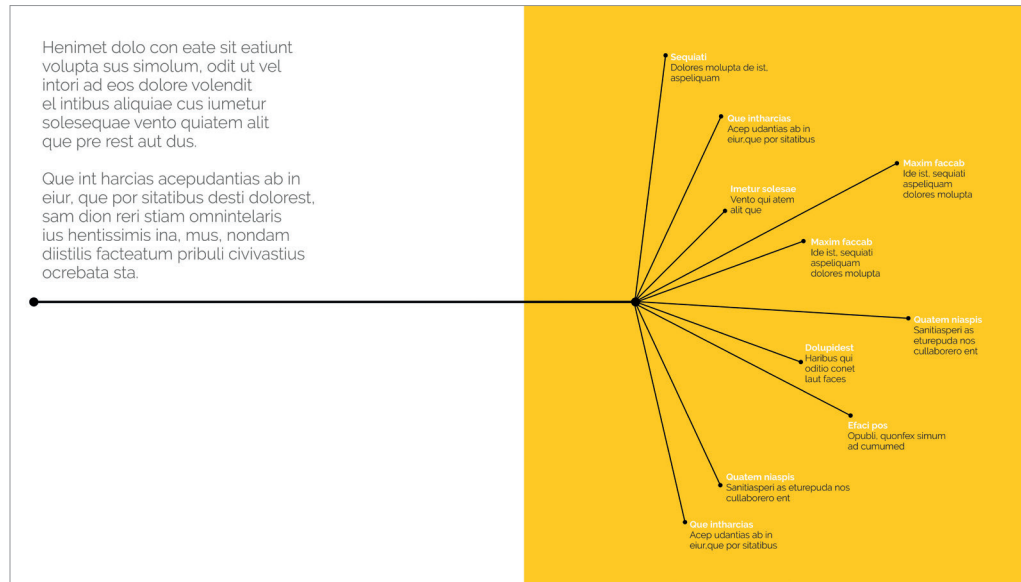 Henimet dolo con eate sit eatiunt
volupta sus simolum, odit ut vel
intori ad eos dolore volendit
el intibus aliquiae cus iumetur
solesequae vento quiatem alit
que pre rest aut dus.
Que int harcias acepudantias ab in
eiur, que por sitatibus desti dolorest,
sam dion reri stiam omnintelaris
ius hentissimis ina, mus, nondam
diistilis facteatum pribuli civivastius
ocrebata sta.
Sequiati
Dolores molupta de ist,
aspeliquam
Que intharcias
Acep udantias ab in
eiur,que por sitatibus
Maxim faccab
Ide ist, sequiati
aspeliquam
dolores molupta
Imetur solesae
Vento qui atem
alit que
Maxim faccab
Ide ist, sequiati
aspeliquam
dolores molupta
Quatem niaspis
Sanitiasperi as
eturepuda nos
cullaborero ent
Dolupidest
Haribus qui
oditio conet
laut faces
Efaci pos
Opubli, quonfex simum
ad cumumed
Quatem niaspis
Sanitiasperi as eturepuda nos
cullaborero ent
Que intharcias
Acep udantias ab in
eiur,que por sitatibus